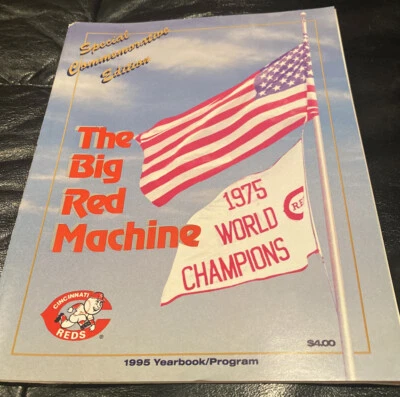 Special
Commemorative
Edition
The
Big
Red
Machine
1975
WORLD
CHAMPIONS
CINCINNATI
REDS
$4.00
1995 Yearbook/Program